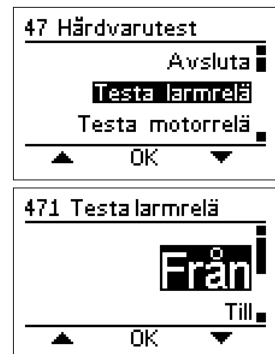 47 Hårdvarutest
Avsluta
Testa larmrelä
Testa motorrelä
OK
471 Testa larmrelä
Från
Till
OK